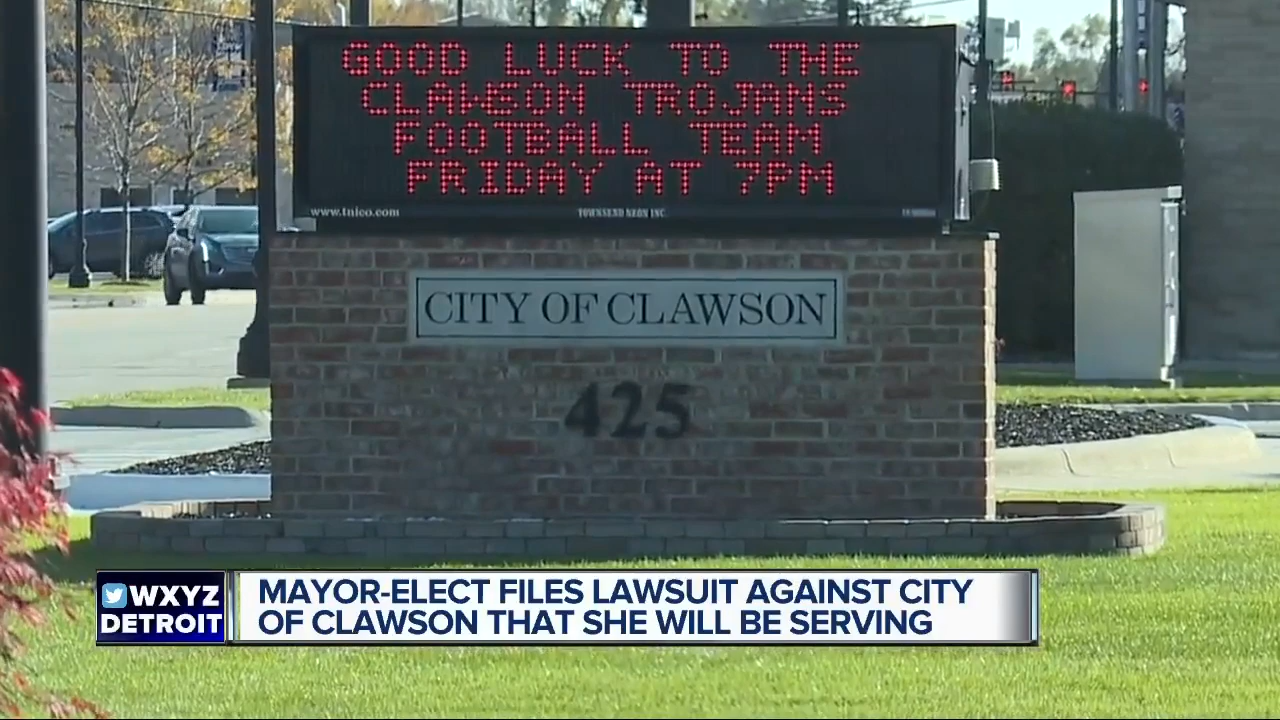 GOOD LUCK TO THE
CLAWSON TROJANS
FOOTBALL TEAM
FRIDAY AT 7PM
www.tnico.com TOWNSEND NEON INC.
CITY OF CLAWSON
425
WXYZ
DETROIT
MAYOR-ELECT FILES LAWSUIT AGAINST CITY
OF CLAWSON THAT SHE WILL BE SERVING